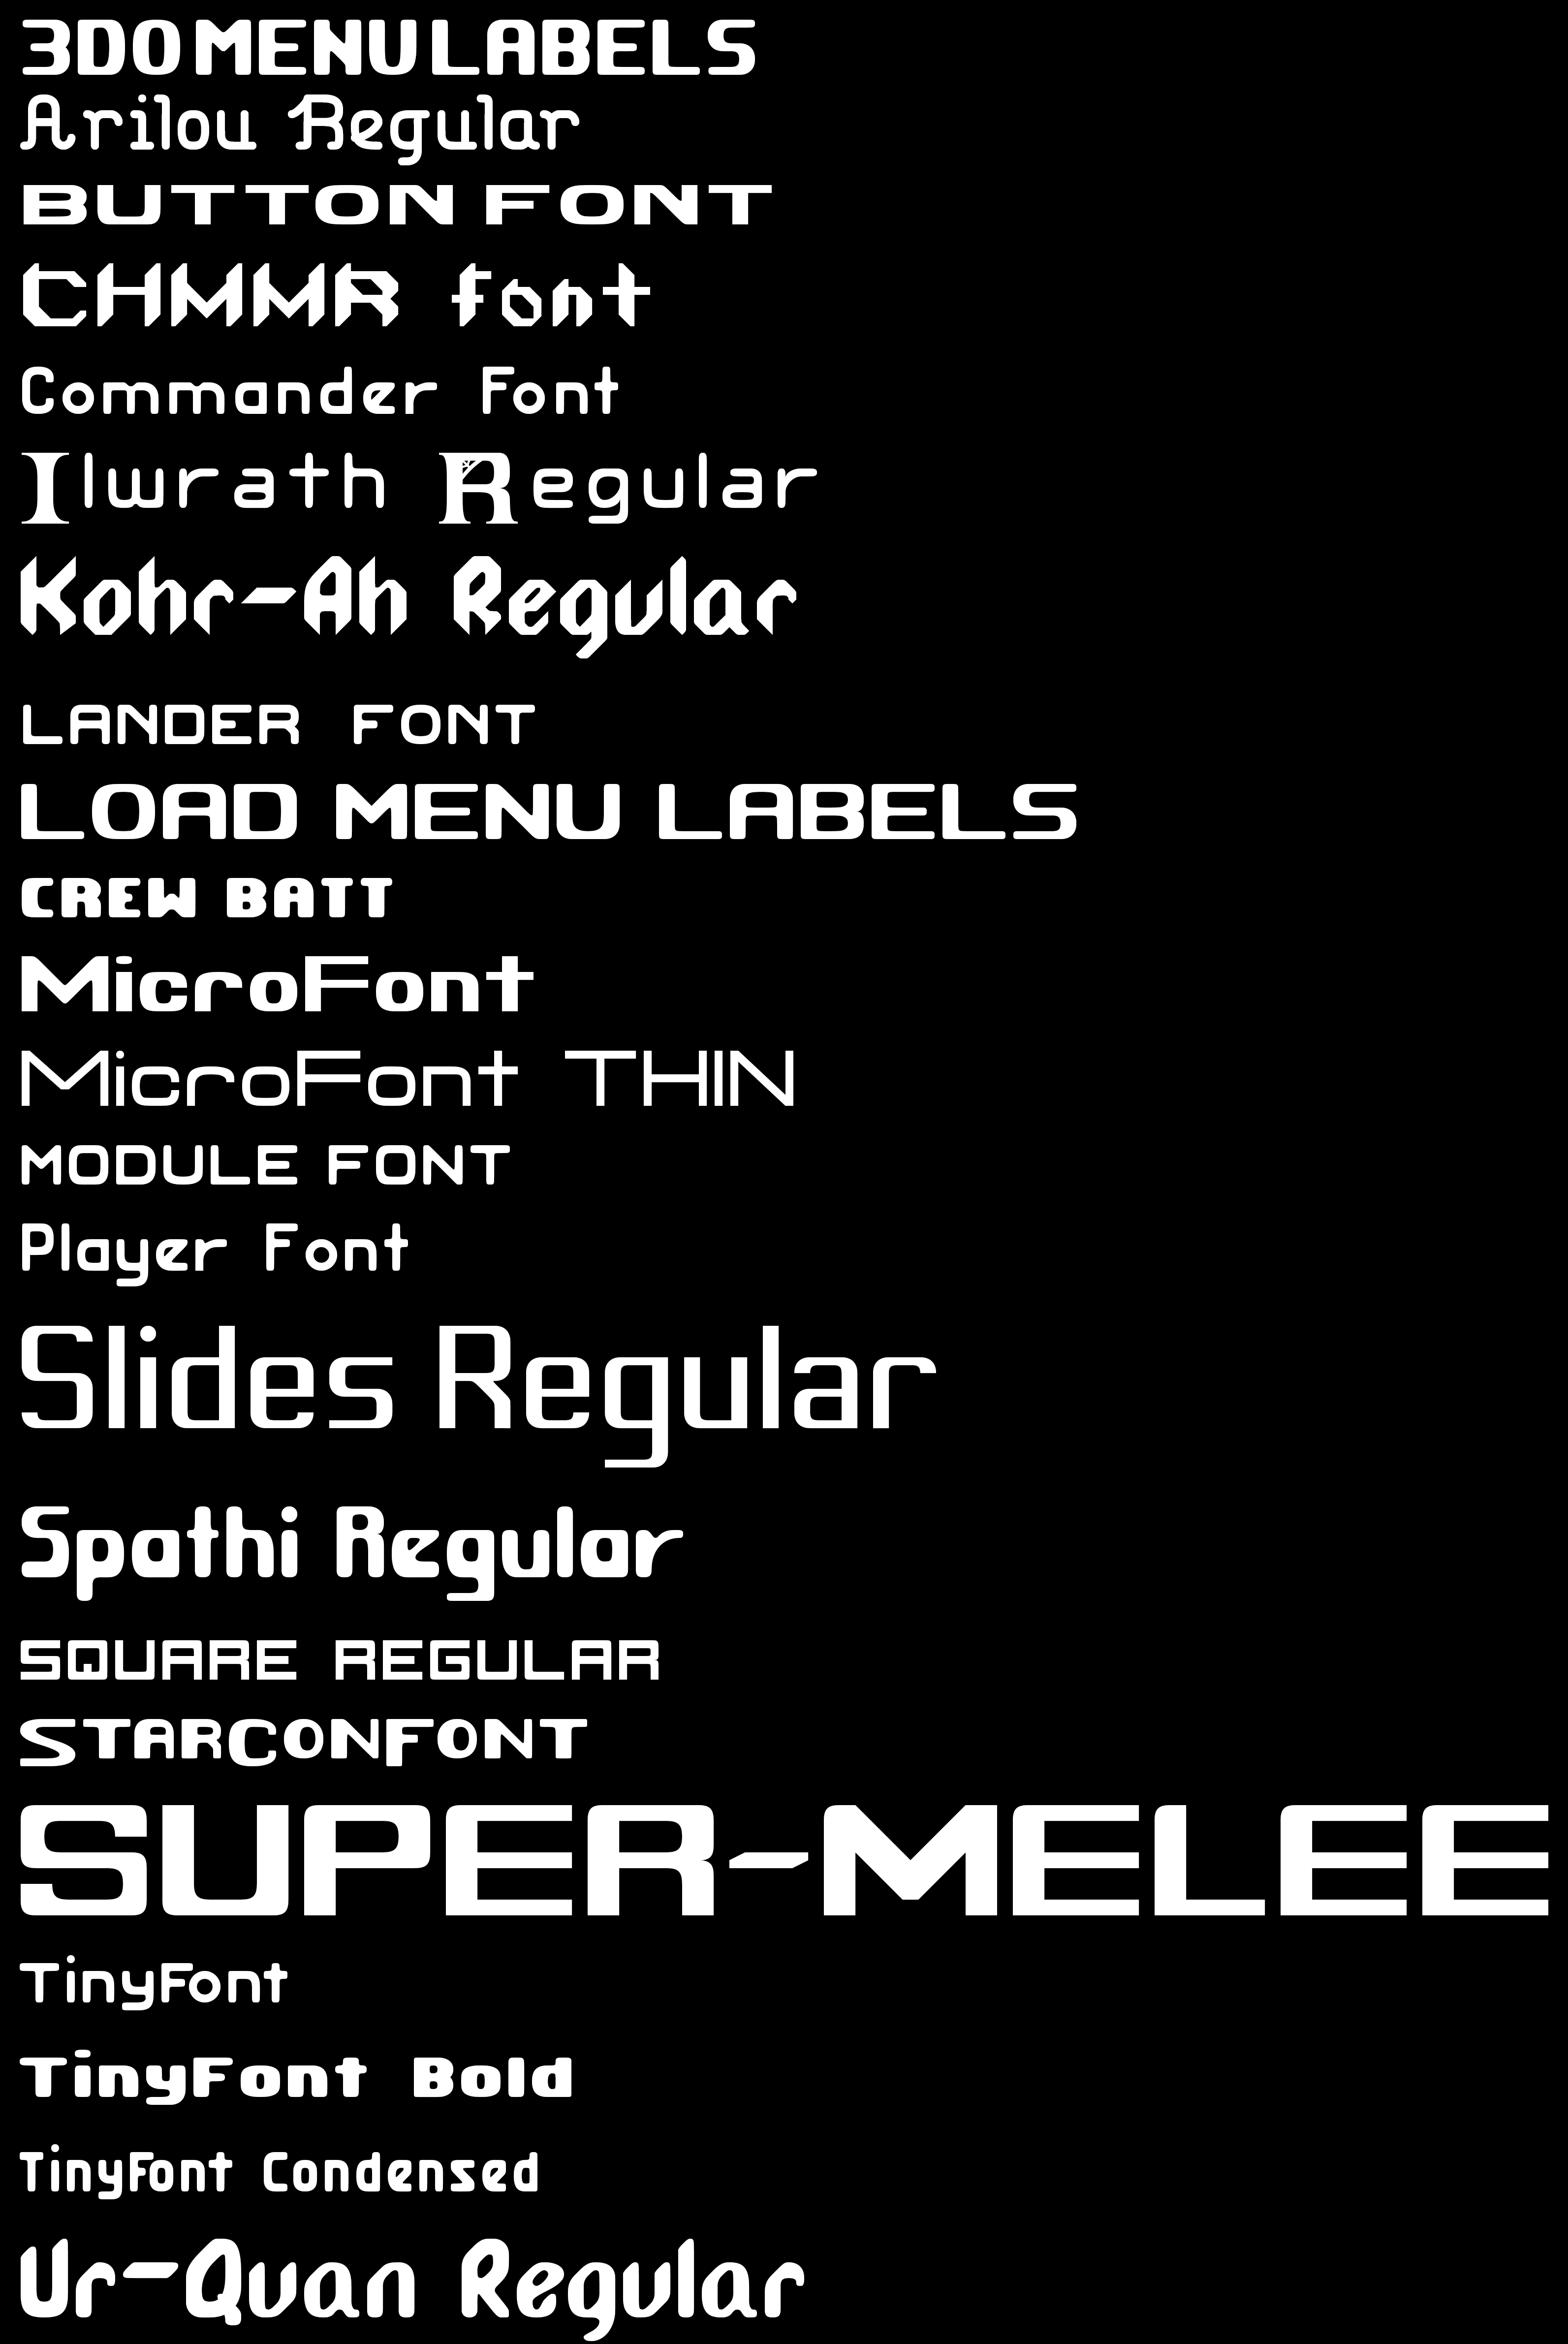 3DO MENU LABELS
Arilou Regular
BUTTON FONT
CHMMR font
Commander Font
Ilwrath Regular
Kohr-Ah Regular
LANDER FONT
LOAD MENU LABELS
CREW BATT
MicroFont
MicroFont THIN
MODULE FONT
Player Font
Slides Regular
Spathi Regular
SQUARE REGULAR
STARCONFONT
SUPER-MELEE
TinyFont
TinyFont Bold
TinyFont Condensed
Ur-Quan Regular